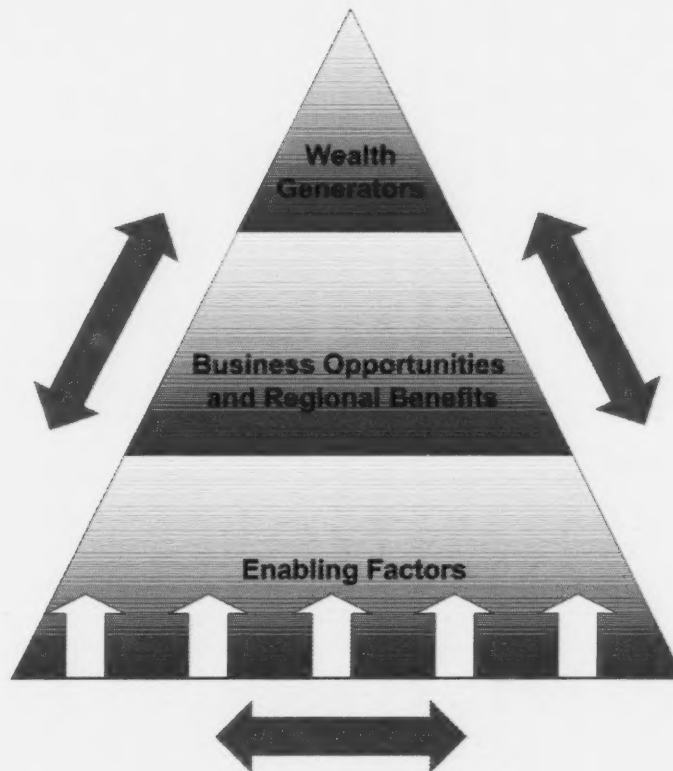 Wealth
Generators
Business Opportunities
and Regional Benefits
Enabling Factors